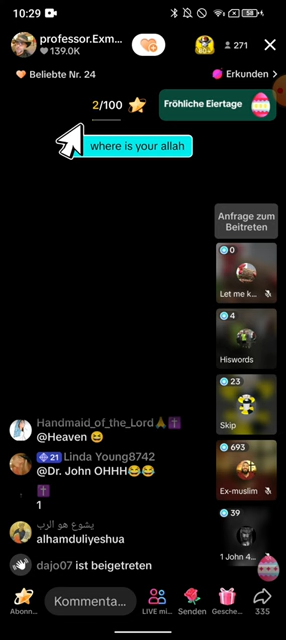 10:29
58
professor.Exm...
139.0K
271
Beliebte Nr. 24
Erkunden >
2/100
Fröhliche Eiertage
where is your allah
Anfrage zum
Beitreten
0
Let me k...
4
Hiswords
23
Skip
693
Ex-muslim
39
1 John 4...
Handmaid_of_the_Lord🙏✝️
@Heaven 😆
21 Linda Young8742
@Dr. John OHHH😂😂
✝️
1
يشوع هو الرب
alhamduliyeshua
dajo07 ist beigetreten
Abonn...
Kommenta...
LIVE mi...
Senden
Gesche...
335